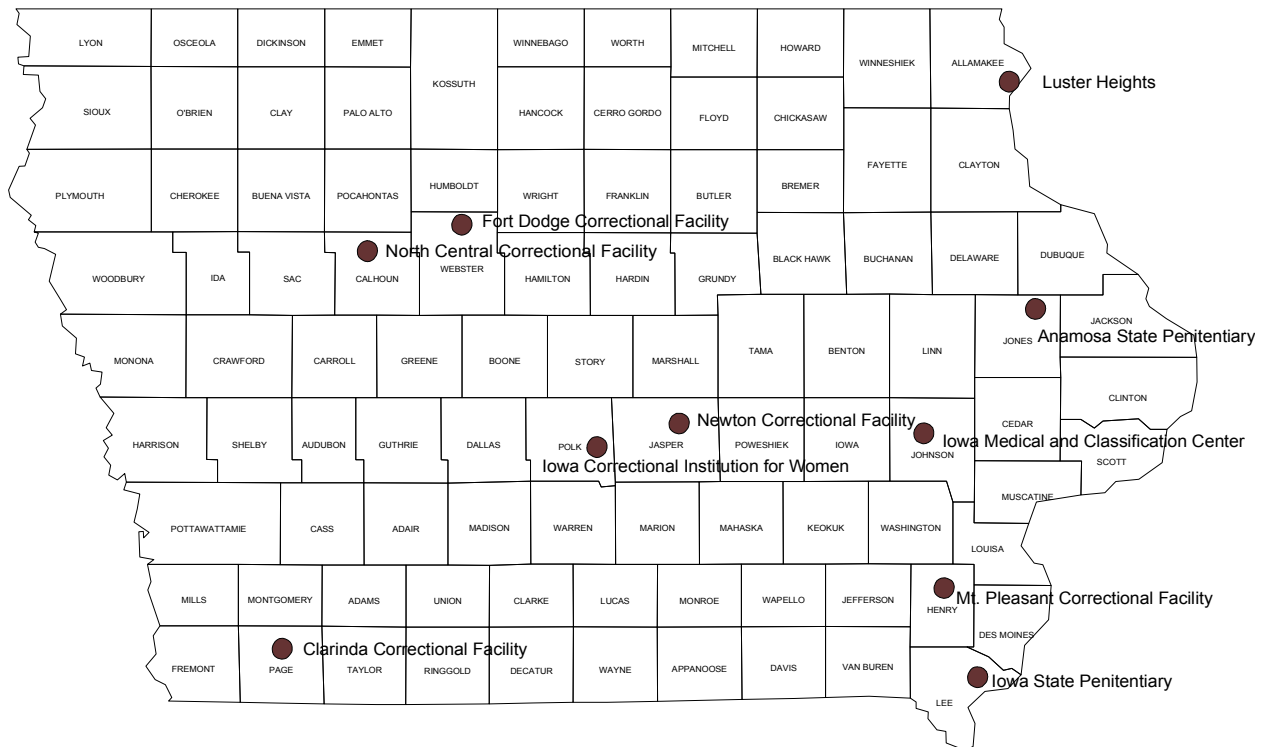 LYON
OSCEOLA
DICKINSON
EMMET
WINNEBAGO
WORTH
MITCHELL
HOWARD
WINNESHIEK
ALLAMAKEE
Luster Heights
KOSSUTH
SIOUX
O'BRIEN
CLAY
PALO ALTO
HANCOCK
CERRO GORDO
FLOYD
CHICKASAW
FAYETTE
CLAYTON
PLYMOUTH
CHEROKEE
BUENA VISTA
POCAHONTAS
HUMBOLDT
WRIGHT
FRANKLIN
BUTLER
BREMER
Fort Dodge Correctional Facility
North Central Correctional Facility
WOODBURY
IDA
SAC
CALHOUN
WEBSTER
HAMILTON
HARDIN
GRUNDY
BLACK HAWK
BUCHANAN
DELAWARE
DUBUQUE
JACKSON
JONES
Anamosa State Penitentiary
MONONA
CRAWFORD
CARROLL
GREENE
BOONE
STORY
MARSHALL
TAMA
BENTON
LINN
CLINTON
Newton Correctional Facility
CEDAR
HARRISON
SHELBY
AUDUBON
GUTHRIE
DALLAS
POLK
JASPER
POWESHIEK
IOWA
JOHNSON
Iowa Medical and Classification Center
SCOTT
Iowa Correctional Institution for Women
MUSCATINE
POTTAWATTAMIE
CASS
ADAIR
MADISON
WARREN
MARION
MAHASKA
KEOKUK
WASHINGTON
LOUISA
MILLS
MONTGOMERY
ADAMS
UNION
CLARKE
LUCAS
MONROE
WAPELLO
JEFFERSON
HENRY
Mt. Pleasant Correctional Facility
DES MOINES
Clarinda Correctional Facility
FREMONT
PAGE
TAYLOR
RINGGOLD
DECATUR
WAYNE
APPANOOSE
DAVIS
VAN BUREN
Iowa State Penitentiary
LEE